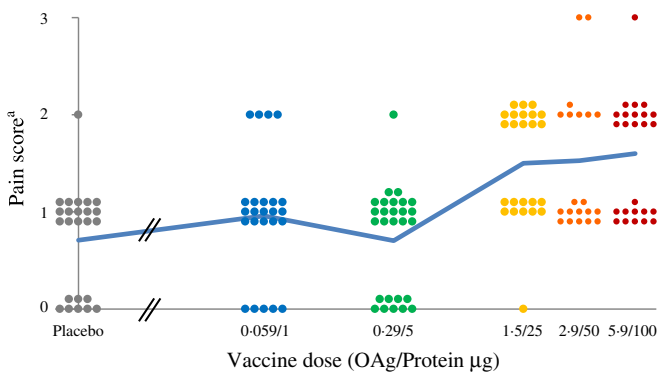 3
2
1
0
Pain scoreᵃ
Placebo 0·059/1 0·29/5 1·5/25 2·9/50 5·9/100
Vaccine dose (OAg/Protein µg)